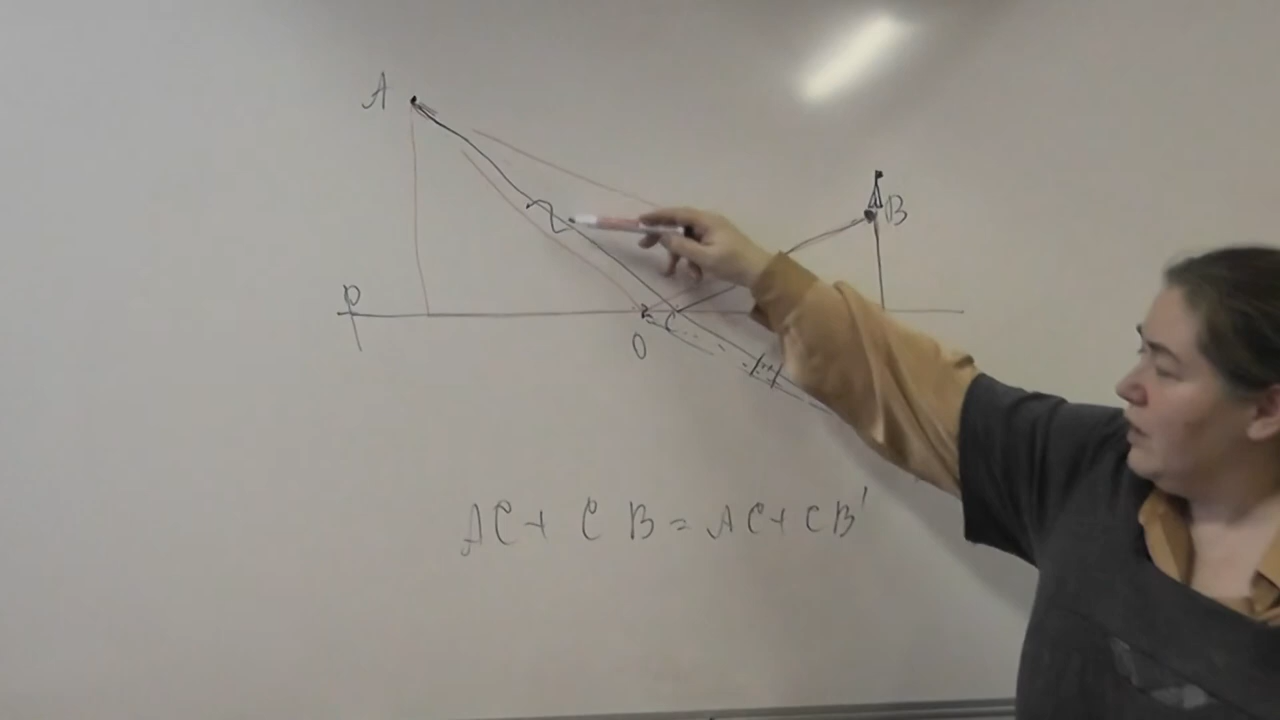 A
B
P
C
O
AC + CB = AC + CB'